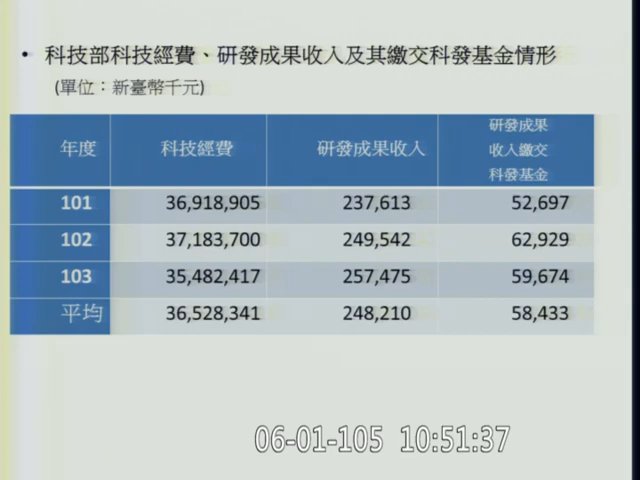 • 科技部科技經費、研發成果收入及其繳交科發基金情形
(單位：新臺幣千元)
年度 科技經費 研發成果收入 研發成果
收入繳交
科發基金
101 36,918,905 237,613 52,697
102 37,183,700 249,542 62,929
103 35,482,417 257,475 59,674
平均 36,528,341 248,210 58,433
06-01-105 10:51:37